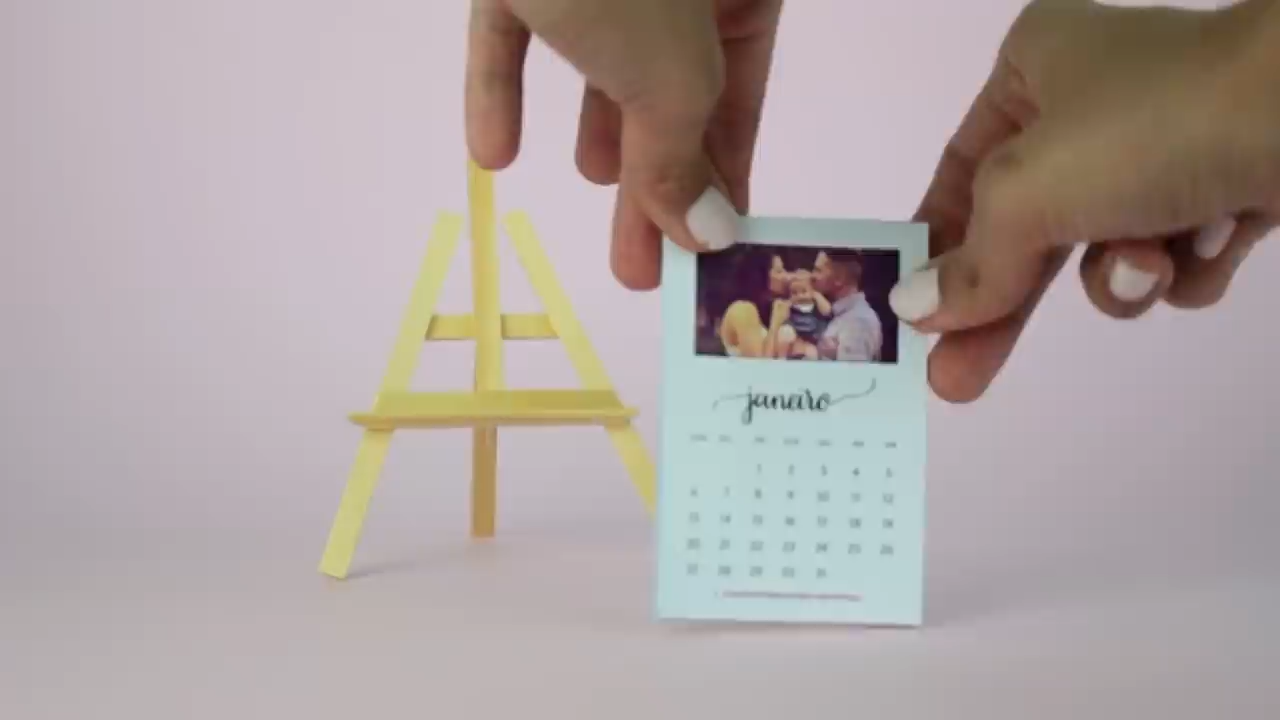 janeiro
1 2 3 4 5
6 7 8 9 10 11 12
13 14 15 16 17 18 19
20 21 22 23 24 25 26
27 28 29 30 31